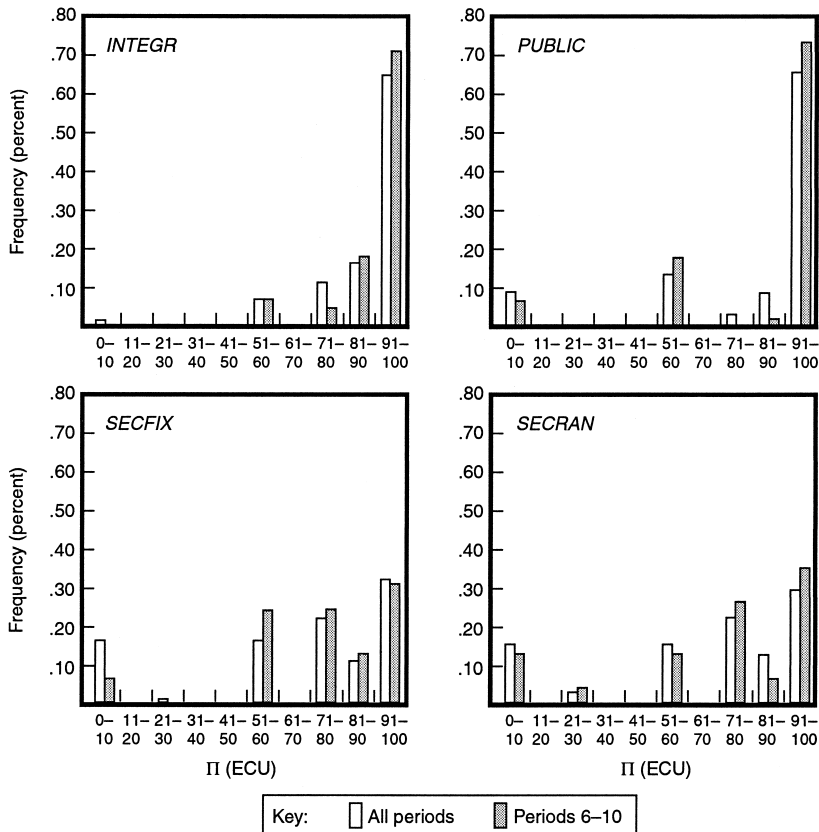 INTEGR
Frequency (percent)
.80
.70
.60
.50
.40
.30
.20
.10
0– 11– 21– 31– 41– 51– 61– 71– 81– 91–
10 20 30 40 50 60 70 80 90 100
PUBLIC
.80
.70
.60
.50
.40
.30
.20
.10
0– 11– 21– 31– 41– 51– 61– 71– 81– 91–
10 20 30 40 50 60 70 80 90 100
SECFIX
Frequency (percent)
.80
.70
.60
.50
.40
.30
.20
.10
0– 11– 21– 31– 41– 51– 61– 71– 81– 91–
10 20 30 40 50 60 70 80 90 100
Π (ECU)
SECRAN
.80
.70
.60
.50
.40
.30
.20
.10
0– 11– 21– 31– 41– 51– 61– 71– 81– 91–
10 20 30 40 50 60 70 80 90 100
Π (ECU)
Key: All periods Periods 6–10